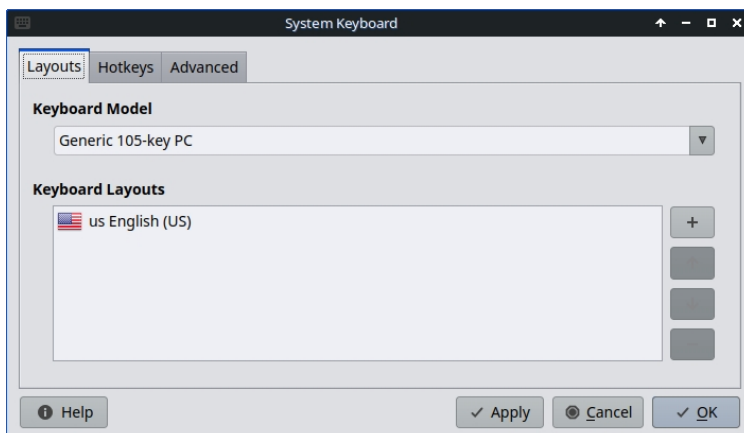 System Keyboard
Layouts Hotkeys Advanced
Keyboard Model
Generic 105-key PC
Keyboard Layouts
us English (US)
Help Apply Cancel OK